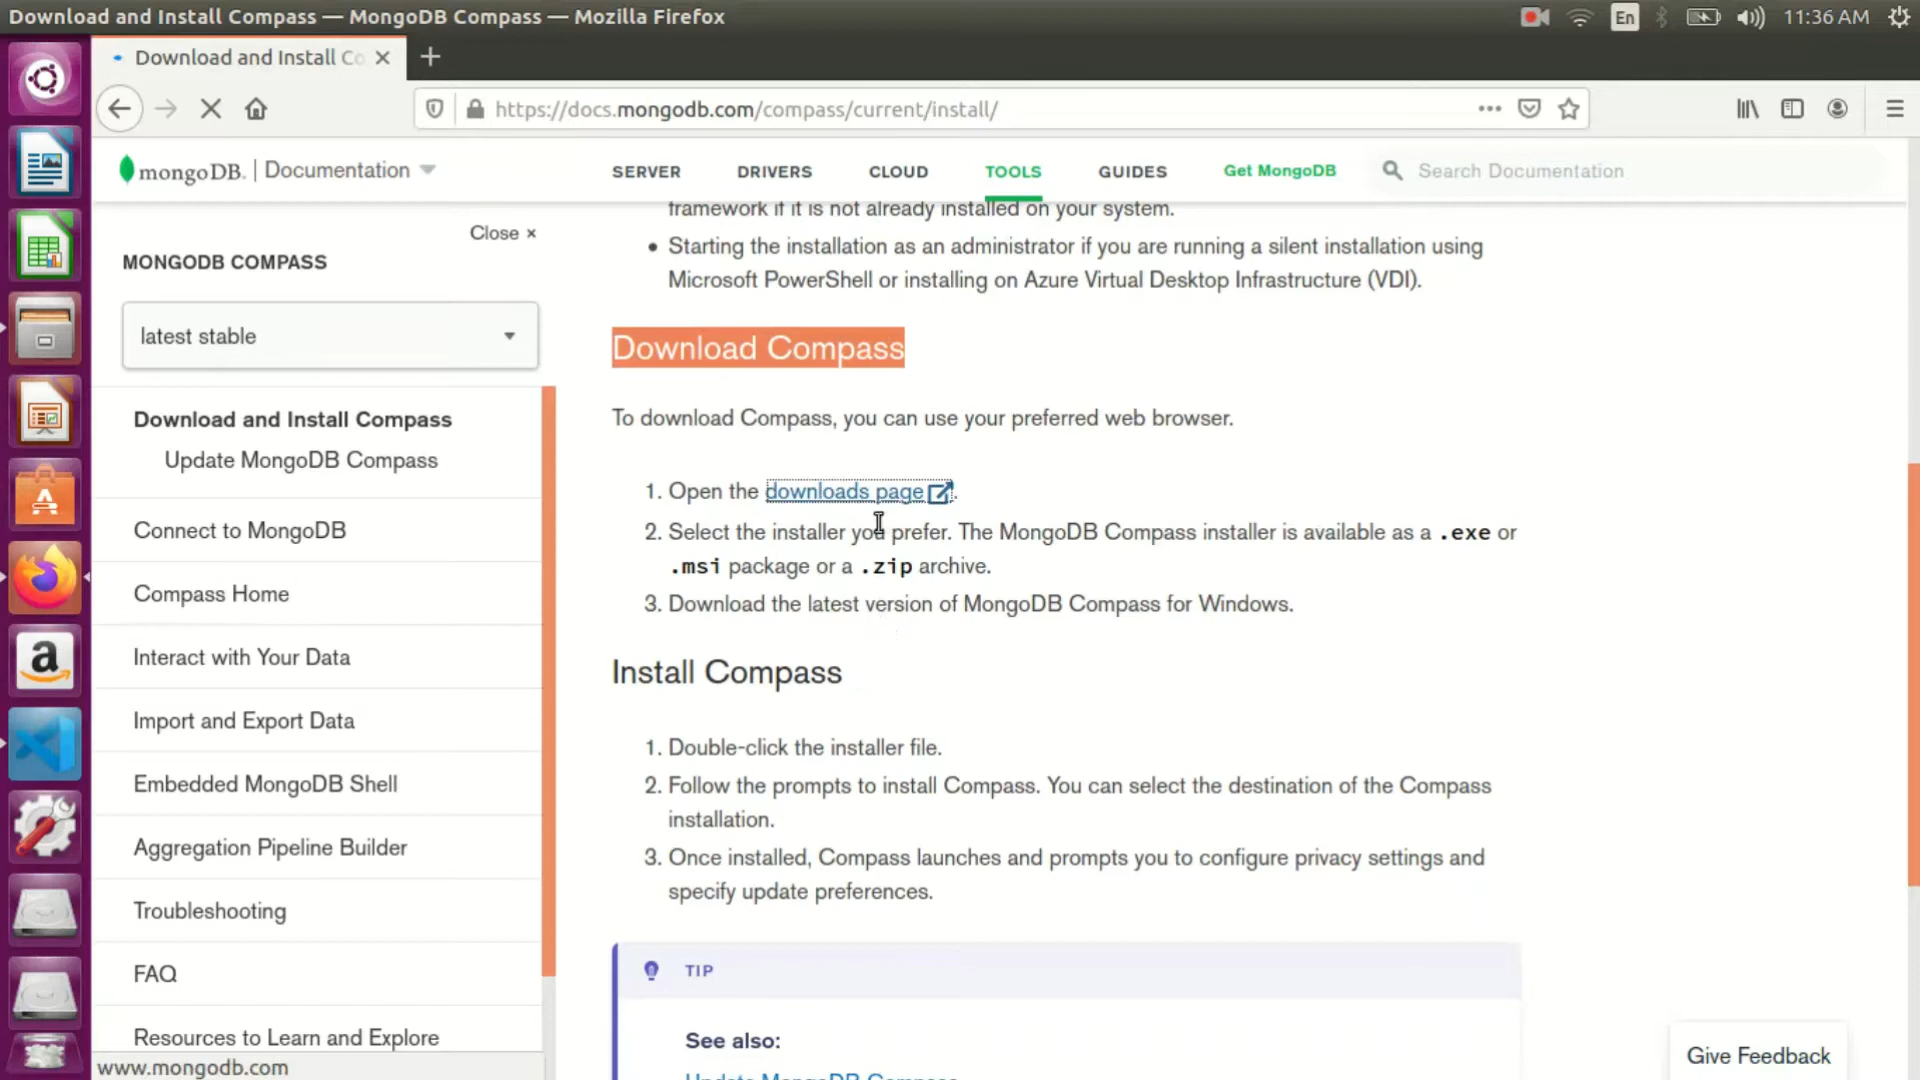 Download and Install Compass — MongoDB Compass — Mozilla Firefox
En
11:36 AM
Download and Install Co
https://docs.mongodb.com/compass/current/install/
mongoDB. | Documentation
SERVER
DRIVERS
CLOUD
TOOLS
GUIDES
Get MongoDB
Search Documentation
Close ×
MONGODB COMPASS
latest stable
Download and Install Compass
Update MongoDB Compass
Connect to MongoDB
Compass Home
Interact with Your Data
Import and Export Data
Embedded MongoDB Shell
Aggregation Pipeline Builder
Troubleshooting
FAQ
Resources to Learn and Explore
www.mongodb.com
framework if it is not already installed on your system.
• Starting the installation as an administrator if you are running a silent installation using
Microsoft PowerShell or installing on Azure Virtual Desktop Infrastructure (VDI).
Download Compass
To download Compass, you can use your preferred web browser.
1. Open the downloads page.
2. Select the installer you prefer. The MongoDB Compass installer is available as a .exe or
.msi package or a .zip archive.
3. Download the latest version of MongoDB Compass for Windows.
Install Compass
1. Double-click the installer file.
2. Follow the prompts to install Compass. You can select the destination of the Compass
installation.
3. Once installed, Compass launches and prompts you to configure privacy settings and
specify update preferences.
TIP
See also:
Update MongoDB Compass
Give Feedback